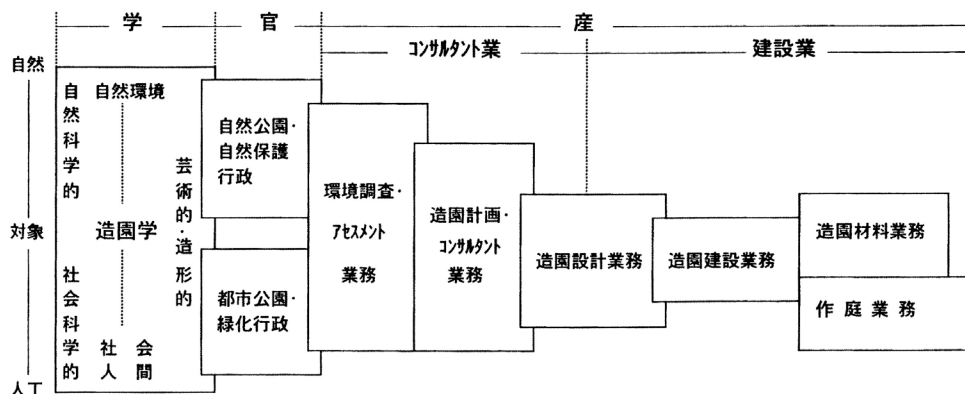 学
官
産
コンサルタント業
建設業
自然
対象
人工
自然科学的
社会科学的
自然環境
造園学
社会
人間
芸術的・造形的
自然公園・
自然保護
行政
都市公園・
緑化行政
環境調査・
アセスメント
業務
造園計画・
コンサルタント
業務
造園設計業務
造園建設業務
造園材料業務
作庭業務